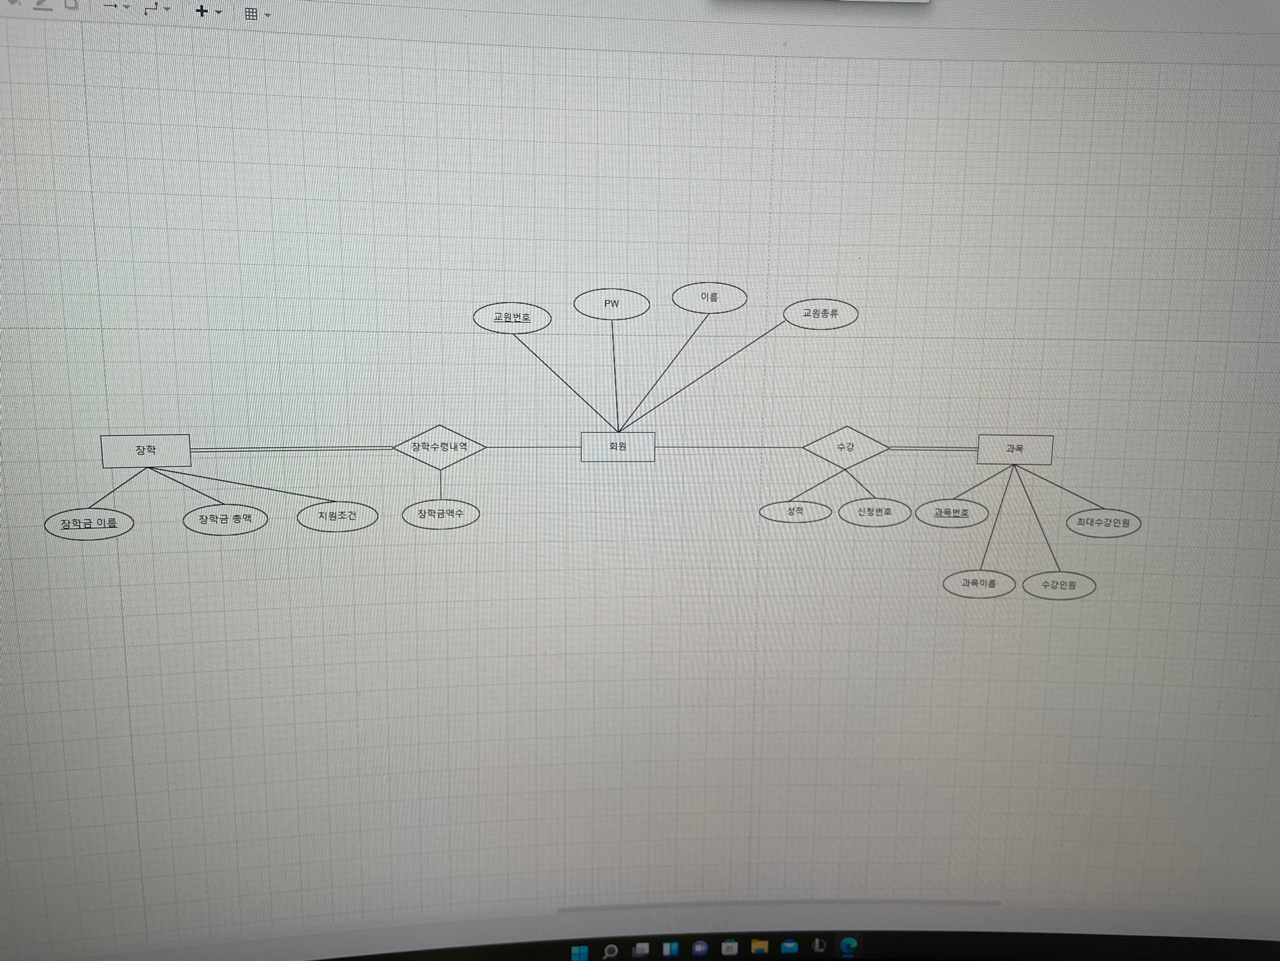 교원번호
PW
이름
교원종류
장학
장학수령내역
회원
수강
과목
장학금 이름
장학금 총액
지원조건
장학금액수
성적
신청번호
과목번호
최대수강인원
과목이름
수강인원